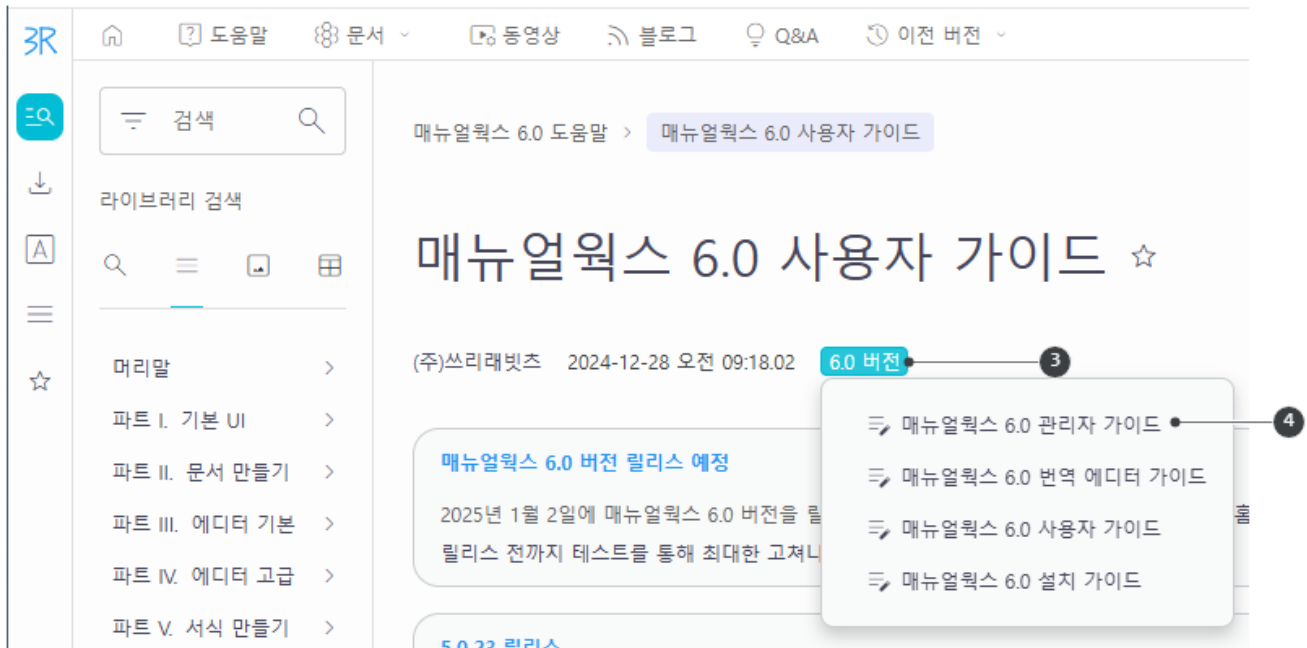 3R
도움말 문서 동영상 블로그 Q&A 이전 버전
검색
매뉴얼웍스 6.0 도움말 > 매뉴얼웍스 6.0 사용자 가이드
라이브러리 검색
A
매뉴얼웍스 6.0 사용자 가이드
(주)쓰리래빗츠 2024-12-28 오전 09:18.02 6.0 버전 3
머리말
파트 I. 기본 UI
파트 II. 문서 만들기
파트 III. 에디터 기본
파트 IV. 에디터 고급
파트 V. 서식 만들기
매뉴얼웍스 6.0 관리자 가이드 4
매뉴얼웍스 6.0 번역 에디터 가이드
매뉴얼웍스 6.0 사용자 가이드
매뉴얼웍스 6.0 설치 가이드
매뉴얼웍스 6.0 버전 릴리스 예정
2025년 1월 2일에 매뉴얼웍스 6.0 버전을 릴 홈
릴리스 전까지 테스트를 통해 최대한 고쳐나
5.0.23 릴리스